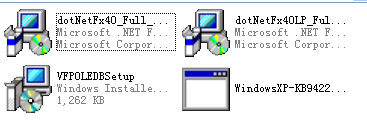 dotNetFx40_Full_...
Microsoft .NET F...
Microsoft Corpor...
dotNetFx40LP_Ful...
Microsoft .NET F...
Microsoft Corpor...
VFPOLEDBSetup
Windows Installe...
1,262 KB
WindowsXP-KB9422...